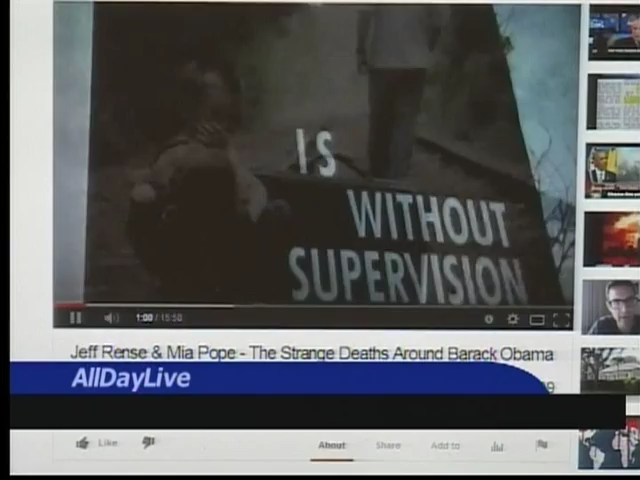 IS
WITHOUT
SUPERVISION
1:00 / 15:50
Jeff Rense & Mia Pope - The Strange Deaths Around Barack Obama
AllDayLive
Like
About Share Add to